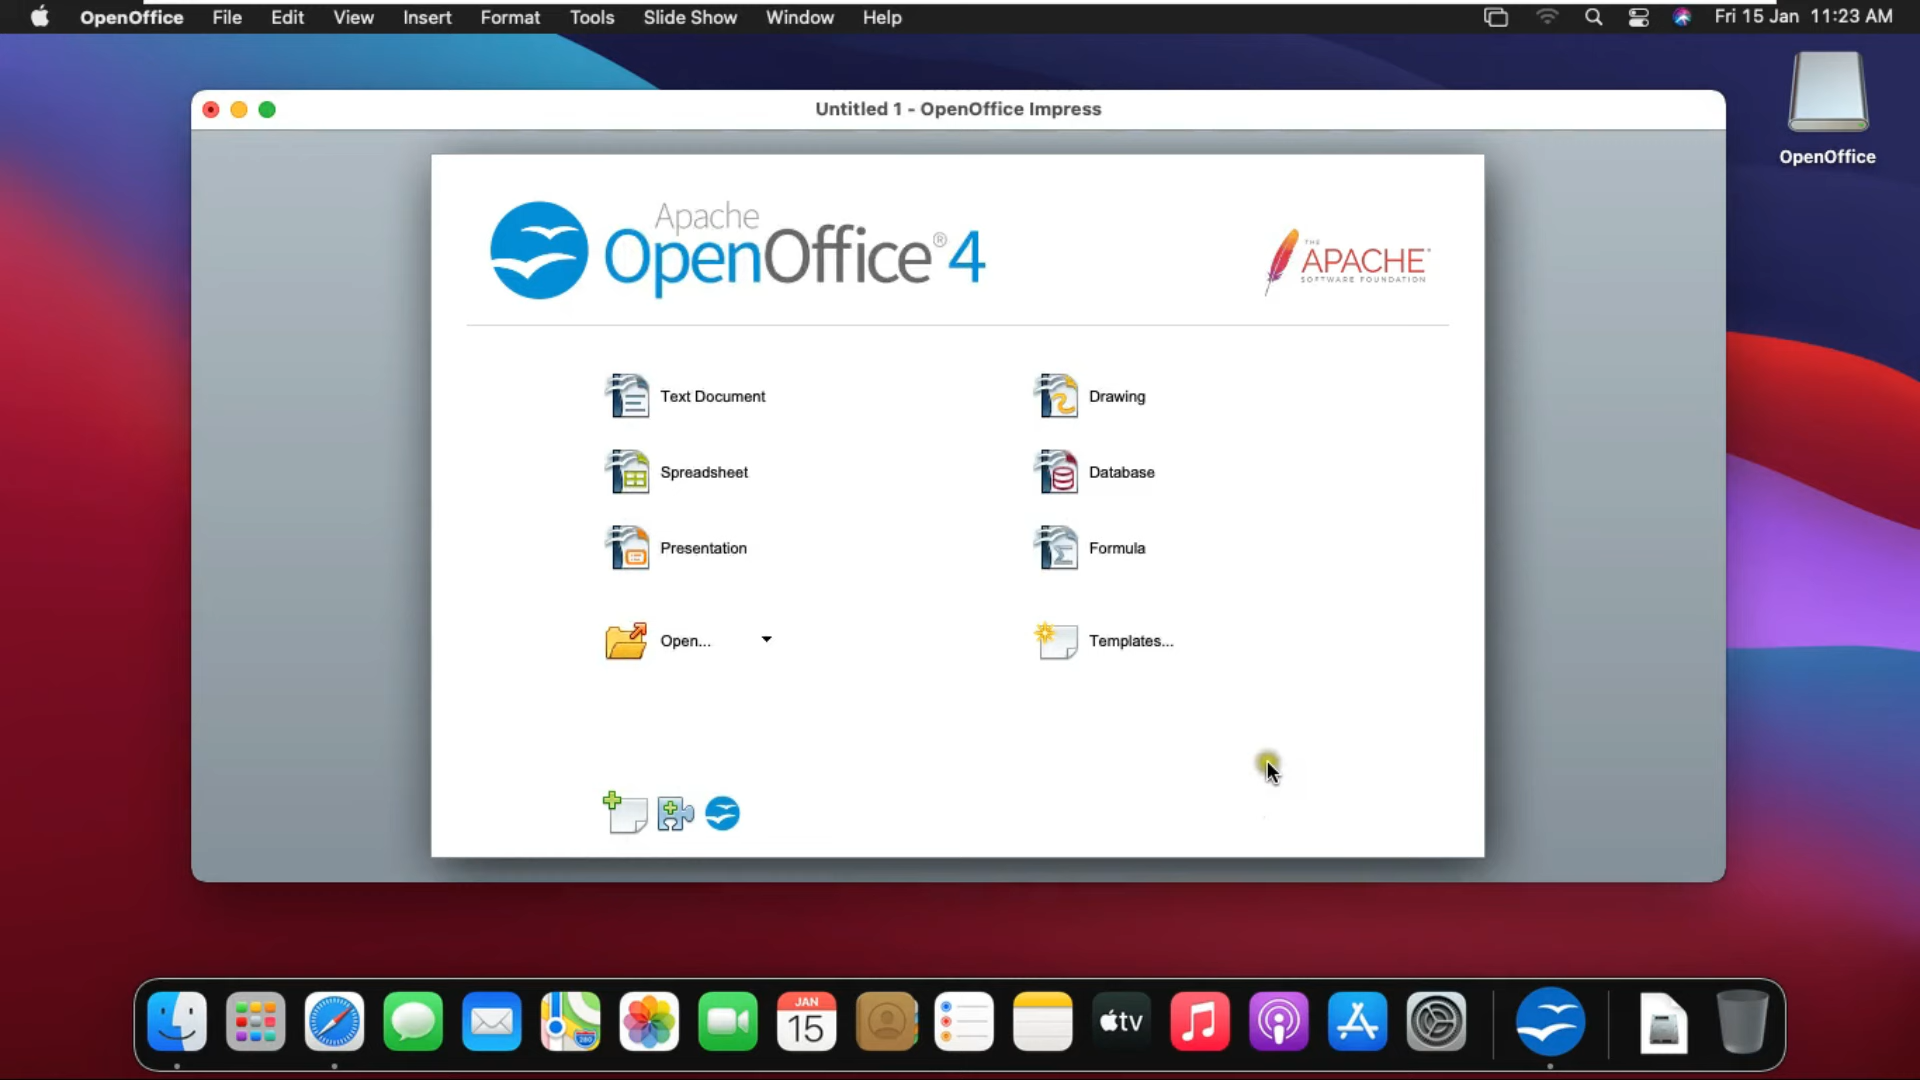 OpenOffice File Edit View Insert Format Tools Slide Show Window Help Fri 15 Jan 11:23 AM
Untitled 1 - OpenOffice Impress
OpenOffice
Apache
OpenOffice® 4
THE
APACHE
SOFTWARE FOUNDATION
Text Document
Drawing
Spreadsheet
Database
Presentation
Formula
Open...
Templates...
JAN
15
280
tv